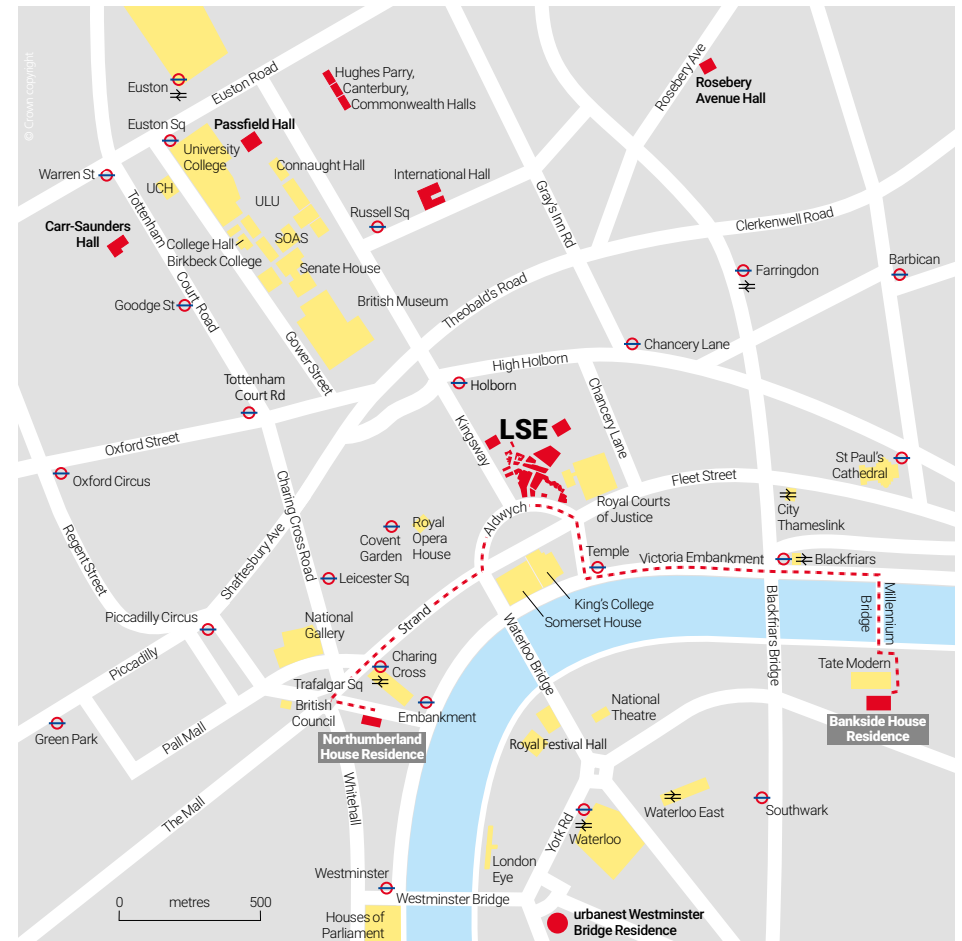 © Crown copyright
Euston
Euston Road
Hughes Parry,
Canterbury,
Commonwealth Halls
Rosebery Ave
Rosebery
Avenue Hall
Euston Sq
Passfield Hall
University
College
Connaught Hall
Warren St
UCH
ULU
International Hall
Gray's Inn Rd
Russell Sq
Clerkenwell Road
Tottenham
Court Road
Carr-Saunders
Hall
College Hall
Birkbeck College
SOAS
Senate House
Farringdon
Barbican
Goodge St
British Museum
Theobald's Road
Gower Street
Chancery Lane
High Holborn
Tottenham
Court Rd
Holborn
Chancery Lane
Kingsway
LSE
Oxford Street
Oxford Circus
Charing Cross Road
St Paul's
Cathedral
Fleet Street
Royal Courts
of Justice
City
Thameslink
Aldwych
Regent Street
Shaftesbury Ave
Covent
Garden
Royal
Opera
House
Temple
Victoria Embankment
Blackfriars
Leicester Sq
King's College
Somerset House
Blackfriars Bridge
Millennium
Bridge
Piccadilly Circus
National
Gallery
Strand
Waterloo Bridge
Piccadilly
Charing
Cross
Tate Modern
Trafalgar Sq
British
Council
Embankment
National
Theatre
Bankside House
Residence
Green Park
Pall Mall
Northumberland
House Residence
Royal Festival Hall
The Mall
Whitehall
Waterloo East
Southwark
York Rd
Waterloo
London
Eye
Westminster
Westminster Bridge
0 metres 500
Houses of
Parliament
urbanest Westminster
Bridge Residence